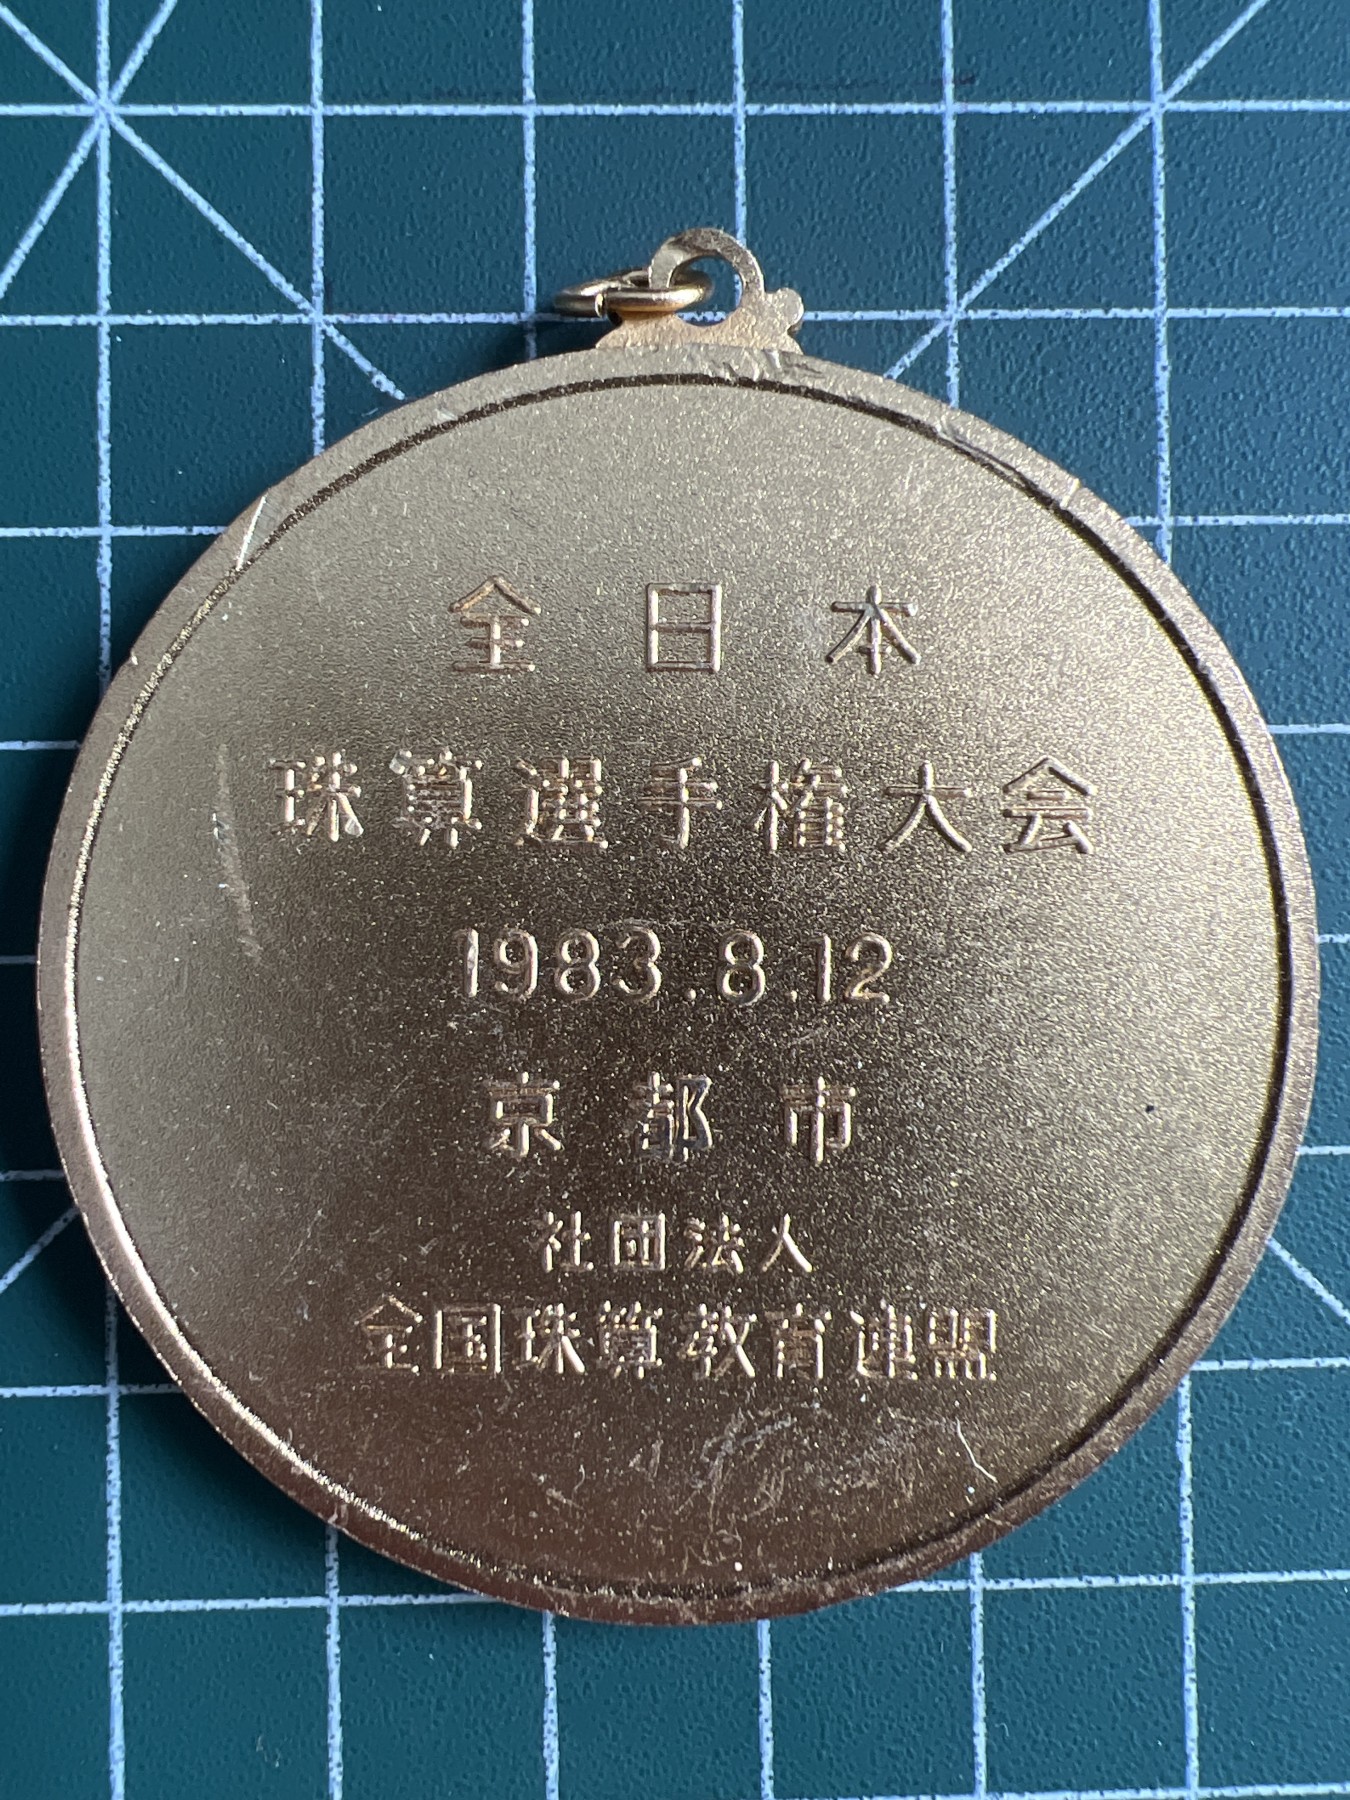 全日本
珠算選手権大会
1983.8.12
京都市
社団法人
全国珠算教育連盟